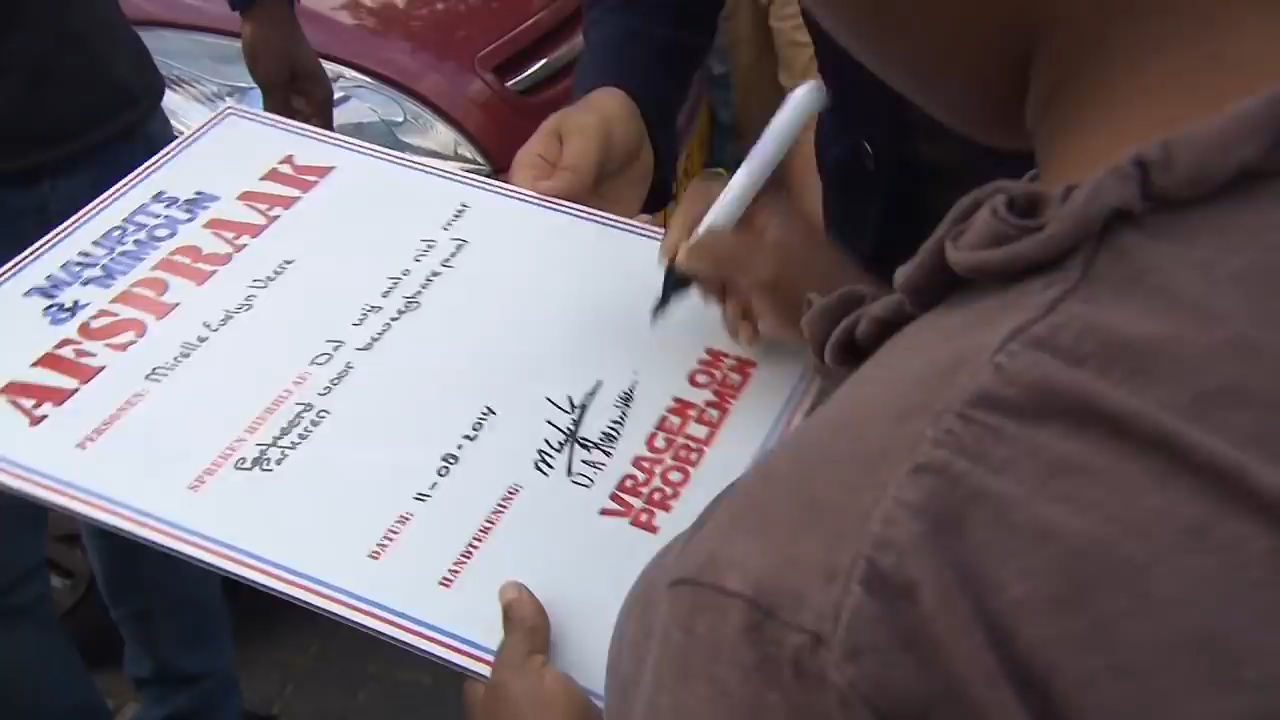 MAURITS
& MIMOUN
AFSPRAAK
PERSONEN: Mirelle Evelyn
SPREKEN HIERBIJ AF: Dat wij auto niet meer
voor beweegbare paal
Parkeren
DATUM: 11-08-2014
HANDTEKENING:
VRAGEN OM
PROBLEMEN